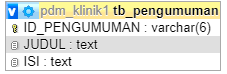 pdm_klinik1 tb_pengumuman
ID_PENGUMUMAN : varchar(6)
JUDUL : text
ISI : text